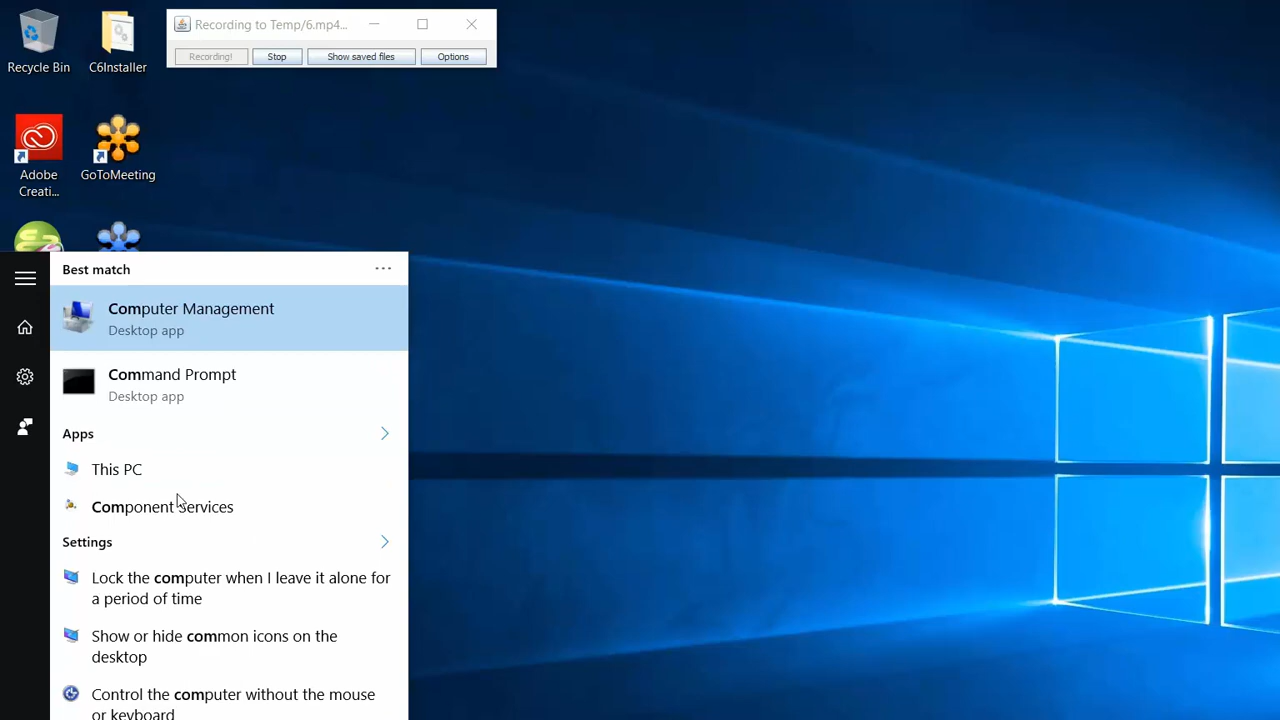 Recording to Temp/6.mp4...
Recording!
Stop
Show saved files
Options
Recycle Bin
C6Installer
Adobe
Creati...
GoToMeeting
Best match
Computer Management
Desktop app
Command Prompt
Desktop app
Apps
This PC
Component Services
Settings
Lock the computer when I leave it alone for
a period of time
Show or hide common icons on the
desktop
Control the computer without the mouse
or keyboard